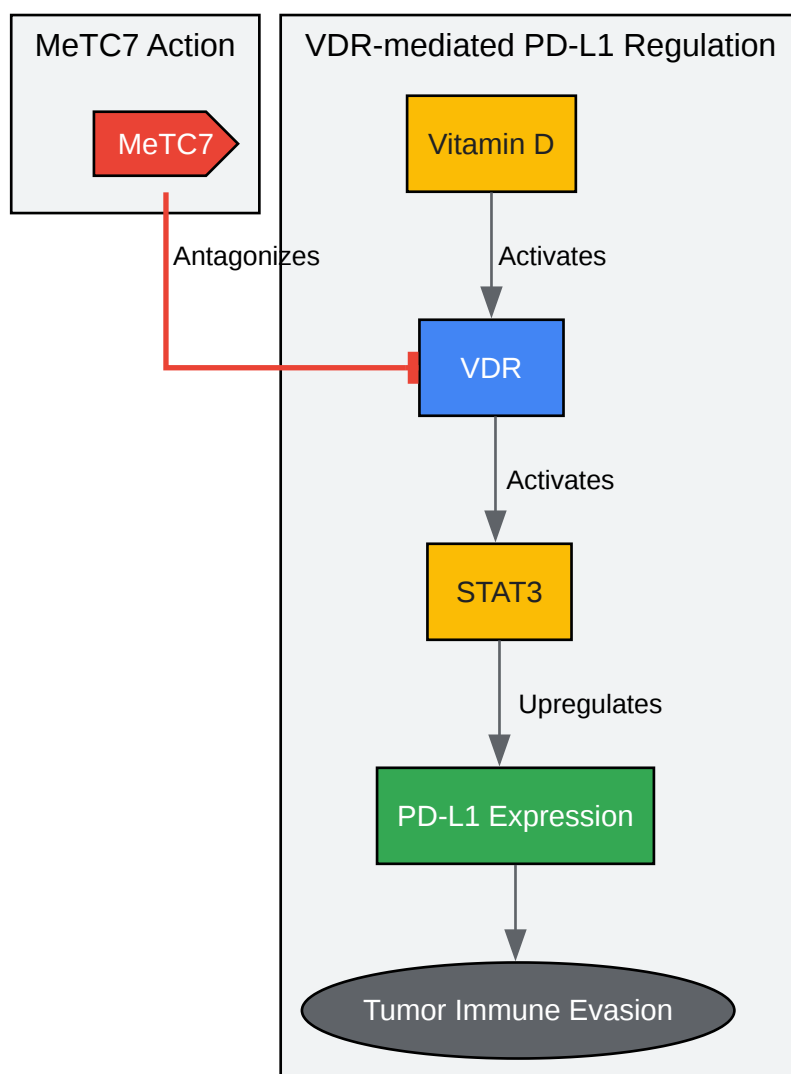 MeTC7 Action
VDR-mediated PD-L1 Regulation
MeTC7
Vitamin D
Antagonizes
Activates
VDR
Activates
STAT3
Upregulates
PD-L1 Expression
Tumor Immune Evasion